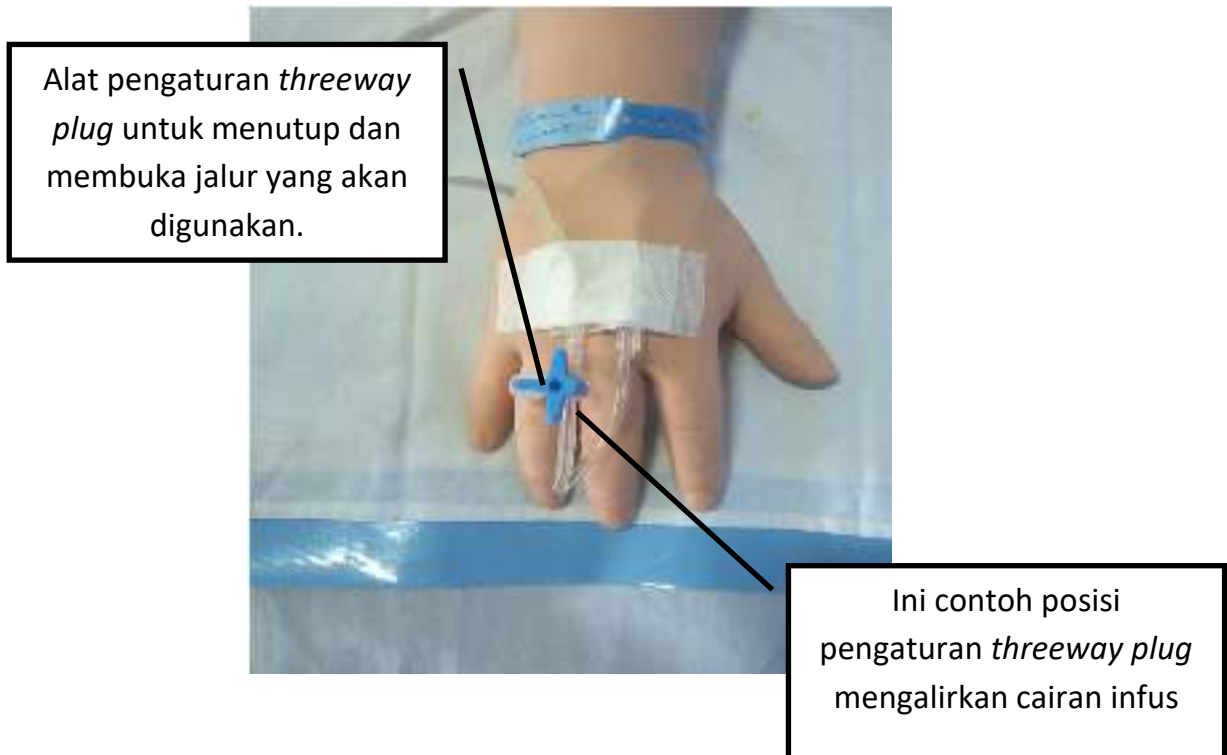 Alat pengaturan threeway
plug untuk menutup dan
membuka jalur yang akan
digunakan.
Ini contoh posisi
pengaturan threeway plug
mengalirkan cairan infus